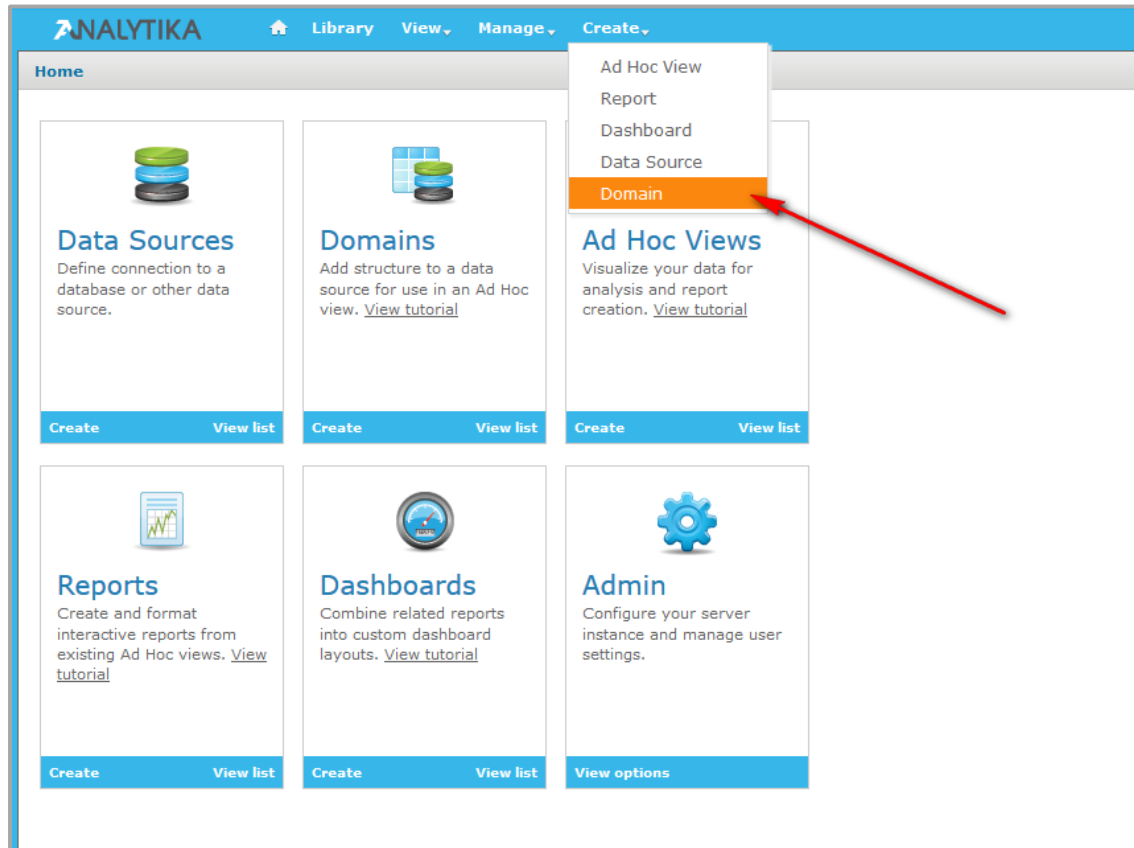 ANALYTIKA Library View Manage Create
Home
Ad Hoc View
Report
Dashboard
Data Source
Domain
Data Sources
Define connection to a
database or other data
source.
Create View list
Domains
Add structure to a data
source for use in an Ad Hoc
view. View tutorial
Create View list
Ad Hoc Views
Visualize your data for
analysis and report
creation. View tutorial
Create View list
Reports
Create and format
interactive reports from
existing Ad Hoc views. View
tutorial
Create View list
Dashboards
Combine related reports
into custom dashboard
layouts. View tutorial
Create View list
Admin
Configure your server
instance and manage user
settings.
View options